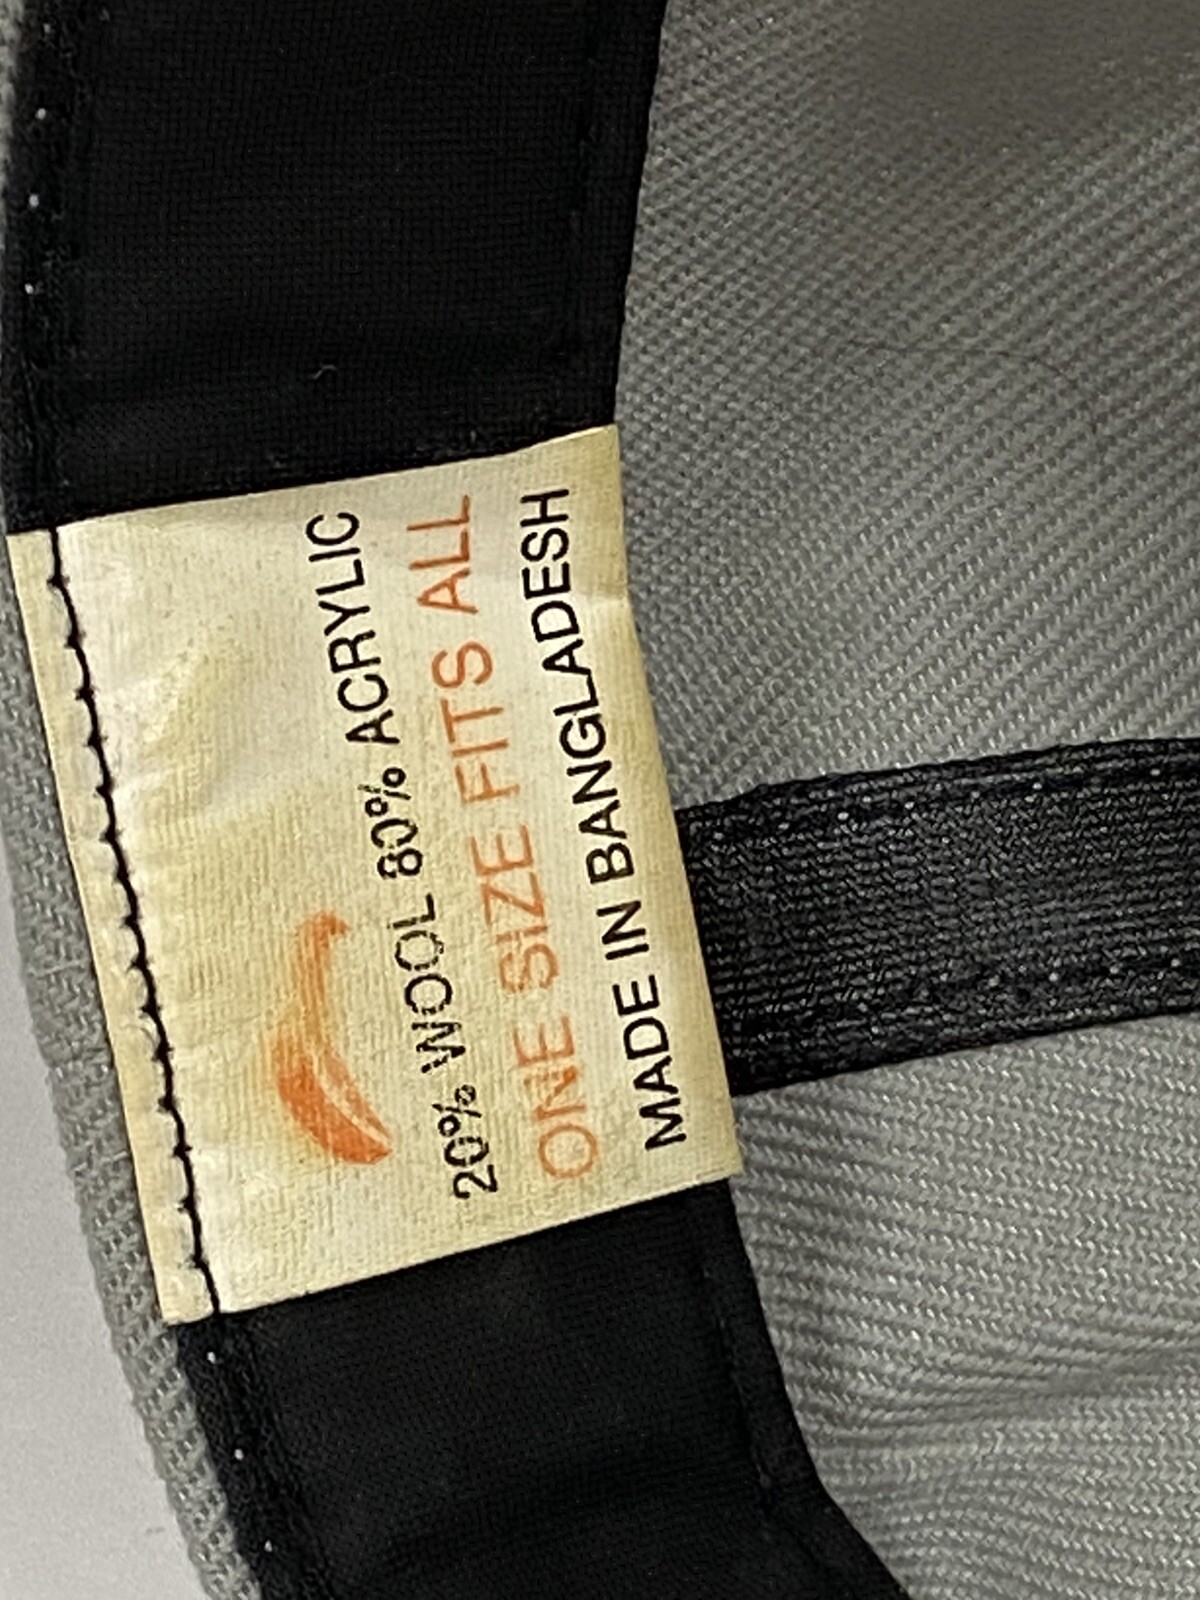 20% WOOL 80% ACRYLIC
ONE SIZE FITS ALL
MADE IN BANGLADESH